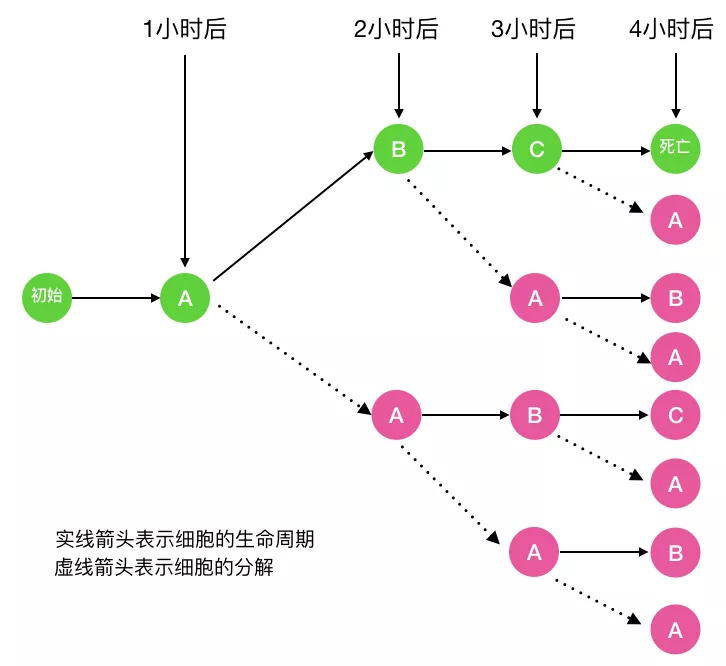 1小时后 2小时后 3小时后 4小时后
B C 死亡
A
初始 A A B
A
A B C
A
A B
A
实线箭头表示细胞的生命周期
虚线箭头表示细胞的分解